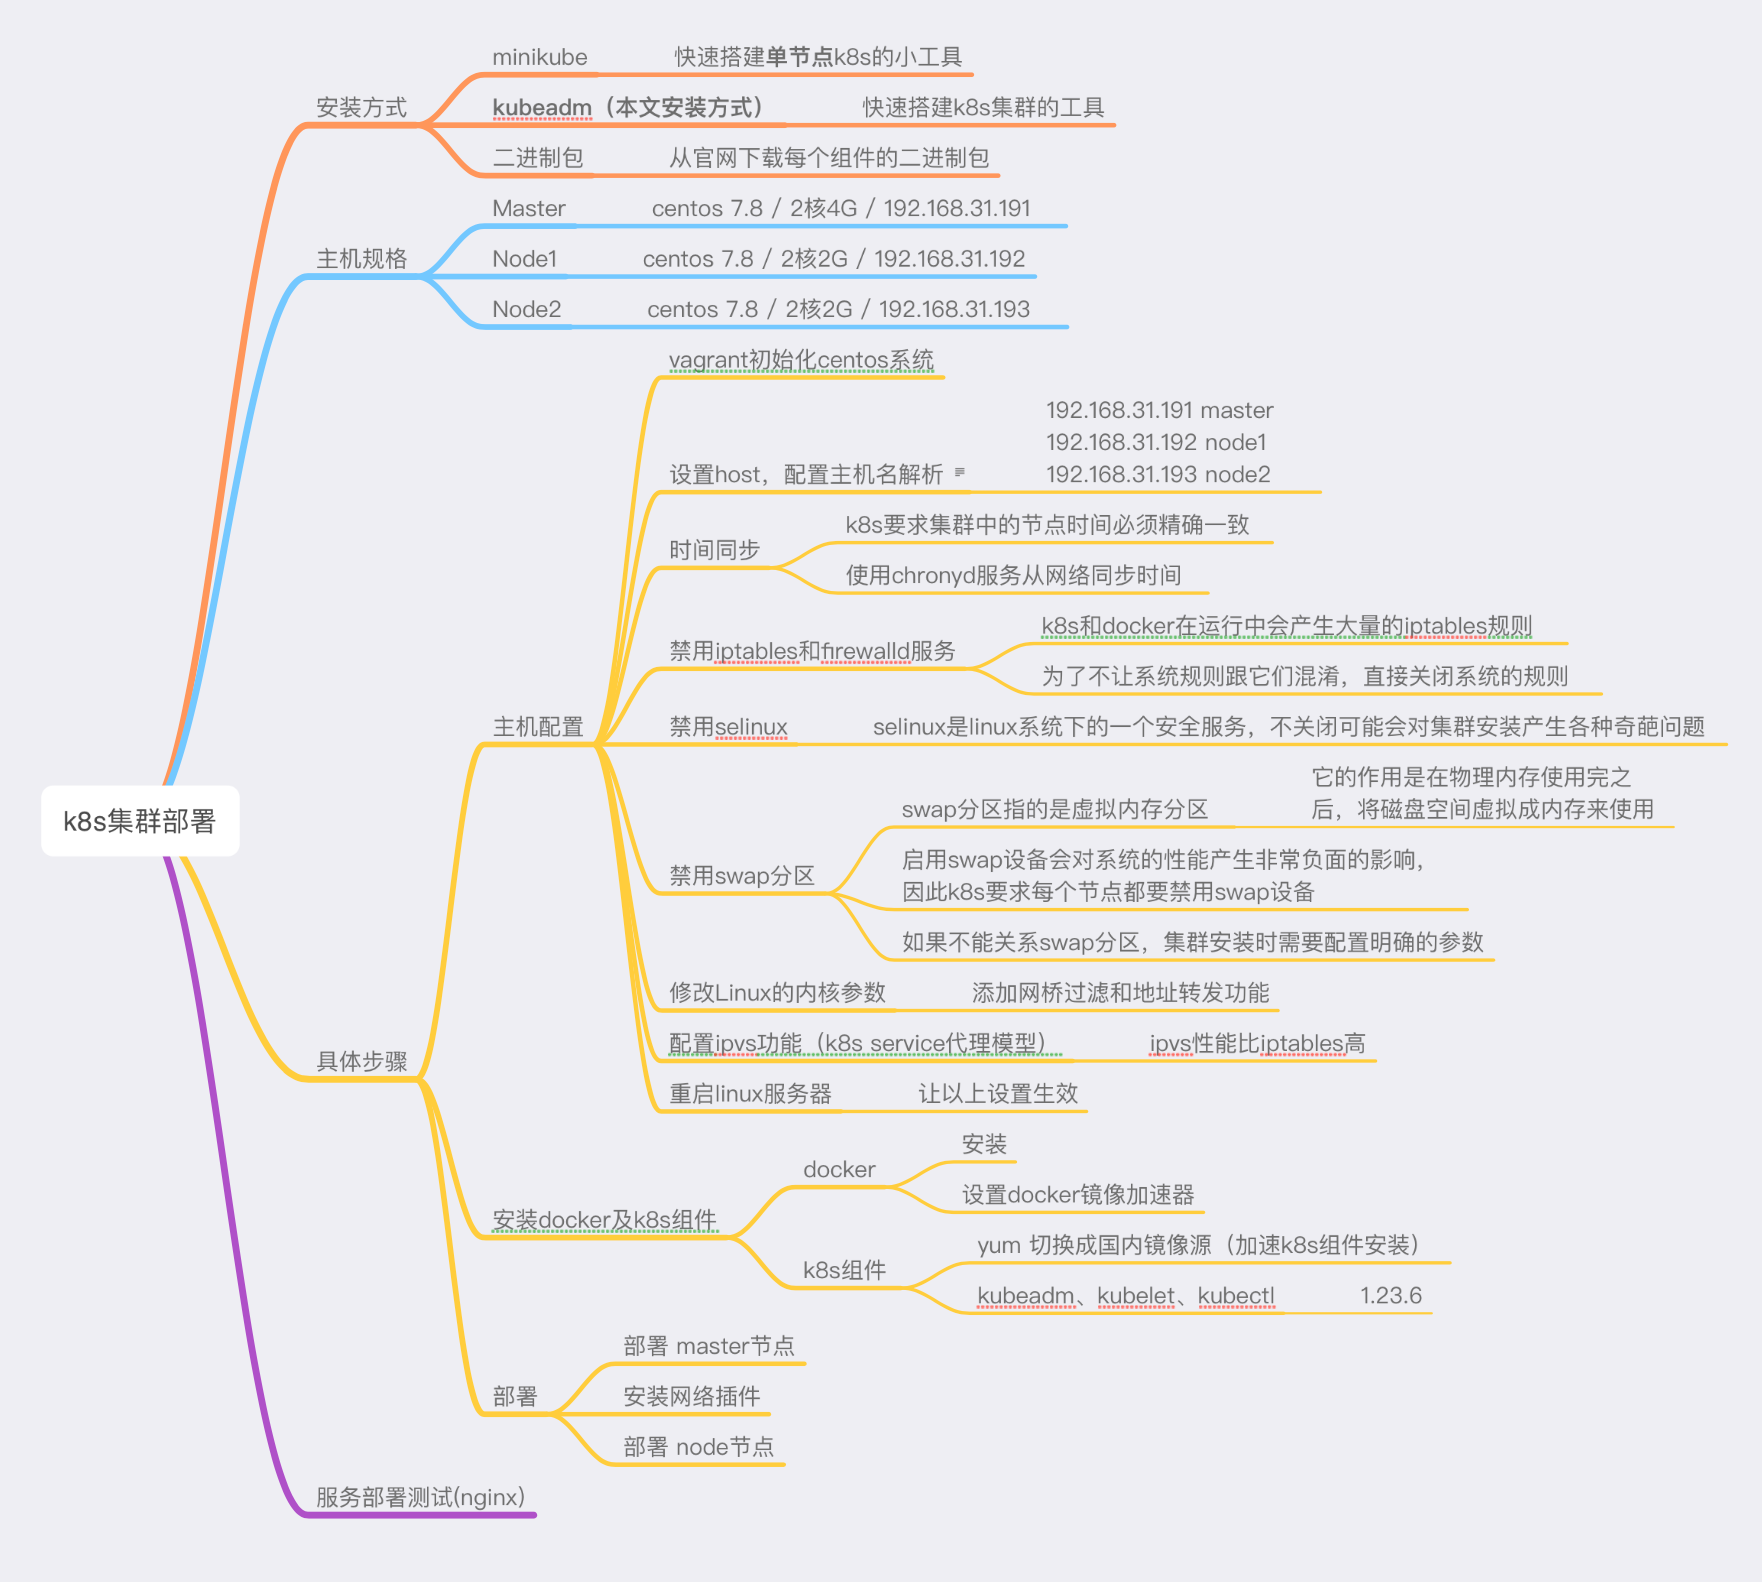 k8s集群部署
安装方式
minikube
快速搭建单节点k8s的小工具
kubeadm（本文安装方式）
快速搭建k8s集群的工具
二进制包
从官网下载每个组件的二进制包
主机规格
Master
centos 7.8 / 2核4G / 192.168.31.191
Node1
centos 7.8 / 2核2G / 192.168.31.192
Node2
centos 7.8 / 2核2G / 192.168.31.193
具体步骤
主机配置
vagrant初始化centos系统
设置host，配置主机名解析
192.168.31.191 master
192.168.31.192 node1
192.168.31.193 node2
时间同步
k8s要求集群中的节点时间必须精确一致
使用chronyd服务从网络同步时间
禁用iptables和firewalld服务
k8s和docker在运行中会产生大量的iptables规则
为了不让系统规则跟它们混淆，直接关闭系统的规则
禁用selinux
selinux是linux系统下的一个安全服务，不关闭可能会对集群安装产生各种奇葩问题
禁用swap分区
swap分区指的是虚拟内存分区
它的作用是在物理内存使用完之
后，将磁盘空间虚拟成内存来使用
启用swap设备会对系统的性能产生非常负面的影响，
因此k8s要求每个节点都要禁用swap设备
如果不能关系swap分区，集群安装时需要配置明确的参数
修改Linux的内核参数
添加网桥过滤和地址转发功能
配置ipvs功能（k8s service代理模型）
ipvs性能比iptables高
重启linux服务器
让以上设置生效
安装docker及k8s组件
docker
安装
设置docker镜像加速器
k8s组件
yum 切换成国内镜像源（加速k8s组件安装）
kubeadm、kubelet、kubectl
1.23.6
部署
部署 master节点
安装网络插件
部署 node节点
服务部署测试(nginx)